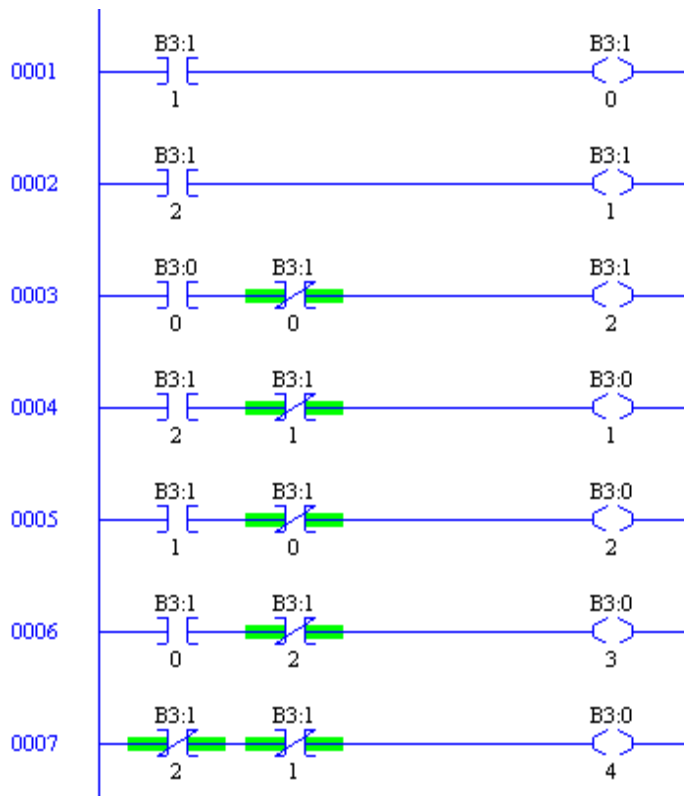 B3:1 B3:1
0001
1 0
B3:1 B3:1
0002
2 1
B3:0 B3:1 B3:1
0003
0 0 2
B3:1 B3:1 B3:0
0004
2 1 1
B3:1 B3:1 B3:0
0005
1 0 2
B3:1 B3:1 B3:0
0006
0 2 3
B3:1 B3:1 B3:0
0007
2 1 4